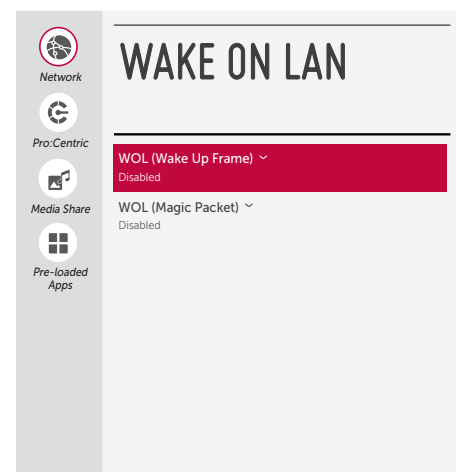 Network
Pro:Centric
Media Share
Pre-loaded
Apps
WAKE ON LAN
WOL (Wake Up Frame)
Disabled
WOL (Magic Packet)
Disabled